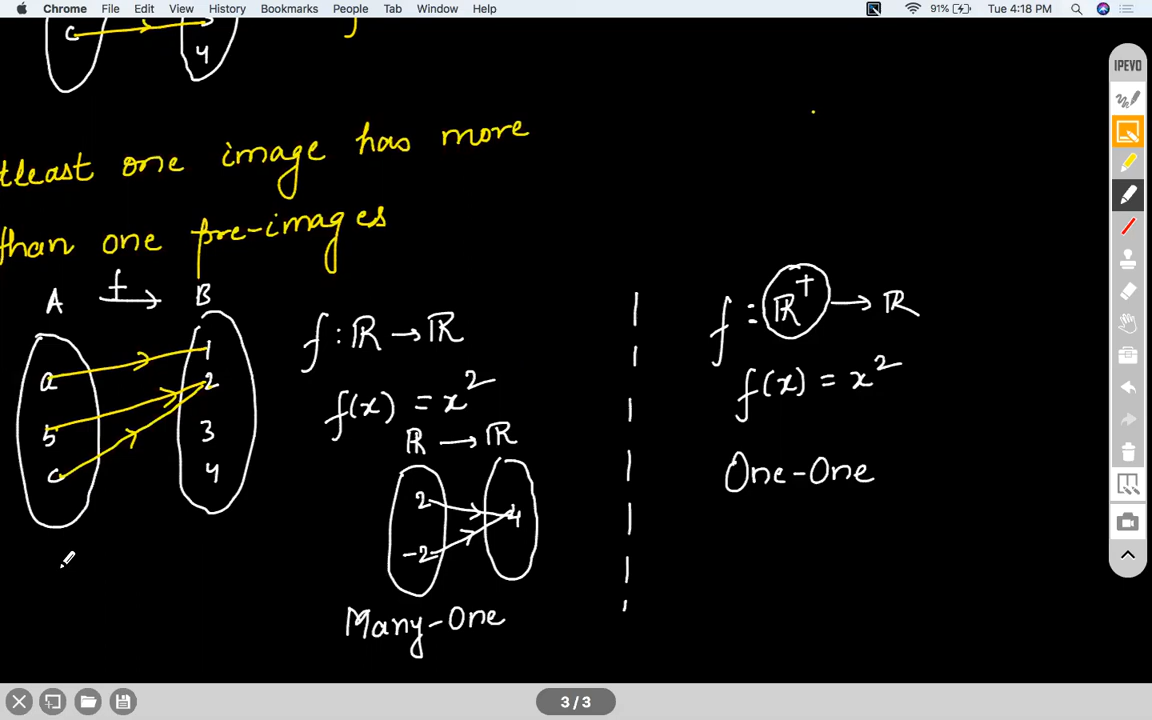 Chrome File Edit View History Bookmarks People Tab Window Help 91% Tue 4:18 PM
IPEVO
c
4
tleast one image has more
than one pre-images
A f B
a
b
c
1
2
3
4
f : ℝ → ℝ
f(x) = x²
ℝ → ℝ
2
-2
4
Many-One
f : ℝ⁺ → ℝ
f(x) = x²
One-One
3 / 3